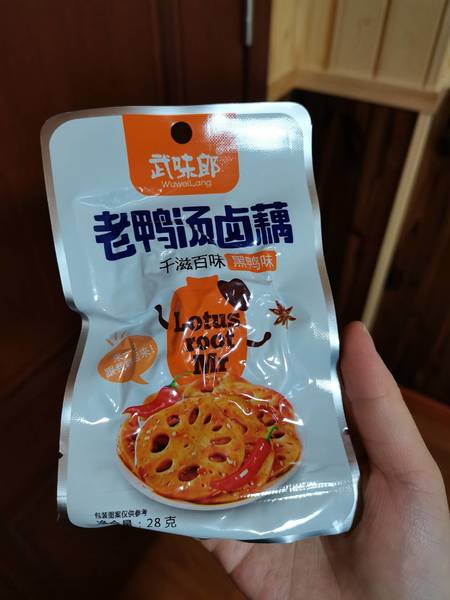 武味郎
WuweiLang
老鸭汤卤藕
千滋百味 黑鸭味
Lotus
root
Mr
包装图案仅供参考
净含量：28克